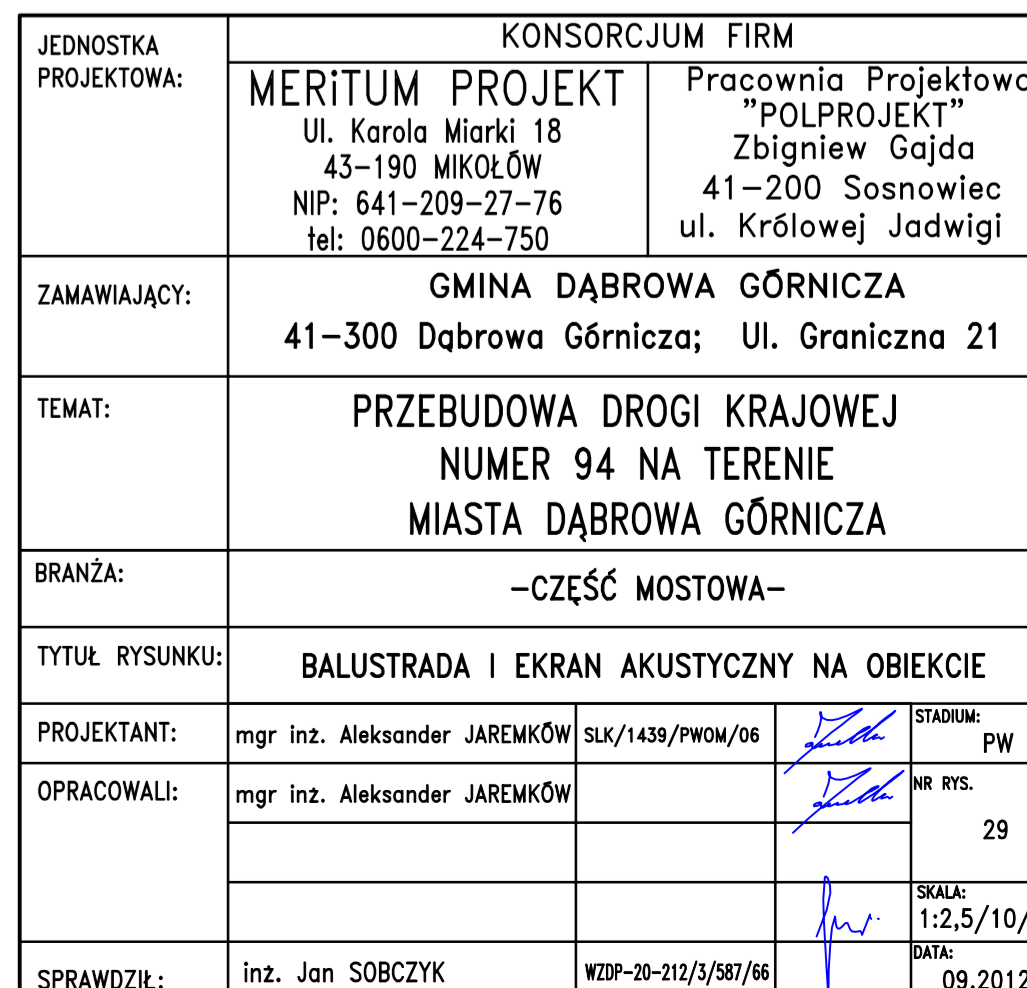 JEDNOSTKA
PROJEKTOWA:
KONSORCJUM FIRM
MERiTUM PROJEKT
Ul. Karola Miarki 18
43-190 MIKOŁÓW
NIP: 641-209-27-76
tel: 0600-224-750
Pracownia Projektowa
"POLPROJEKT"
Zbigniew Gajda
41-200 Sosnowiec
ul. Królowej Jadwigi
ZAMAWIAJĄCY:
GMINA DĄBROWA GÓRNICZA
41-300 Dąbrowa Górnicza; Ul. Graniczna 21
TEMAT:
PRZEBUDOWA DROGI KRAJOWEJ
NUMER 94 NA TERENIE
MIASTA DĄBROWA GÓRNICZA
BRANŻA:
-CZĘŚĆ MOSTOWA-
TYTUŁ RYSUNKU:
BALUSTRADA I EKRAN AKUSTYCZNY NA OBIEKCIE
PROJEKTANT:
mgr inż. Aleksander JAREMKÓW
SLK/1439/PWOM/06
STADIUM:
PW
OPRACOWALI:
mgr inż. Aleksander JAREMKÓW
NR RYS.
29
SKALA:
1:2,5/10/
SPRAWDZIŁ:
inż. Jan SOBCZYK
WZDP-20-212/3/587/66
DATA:
09.2012